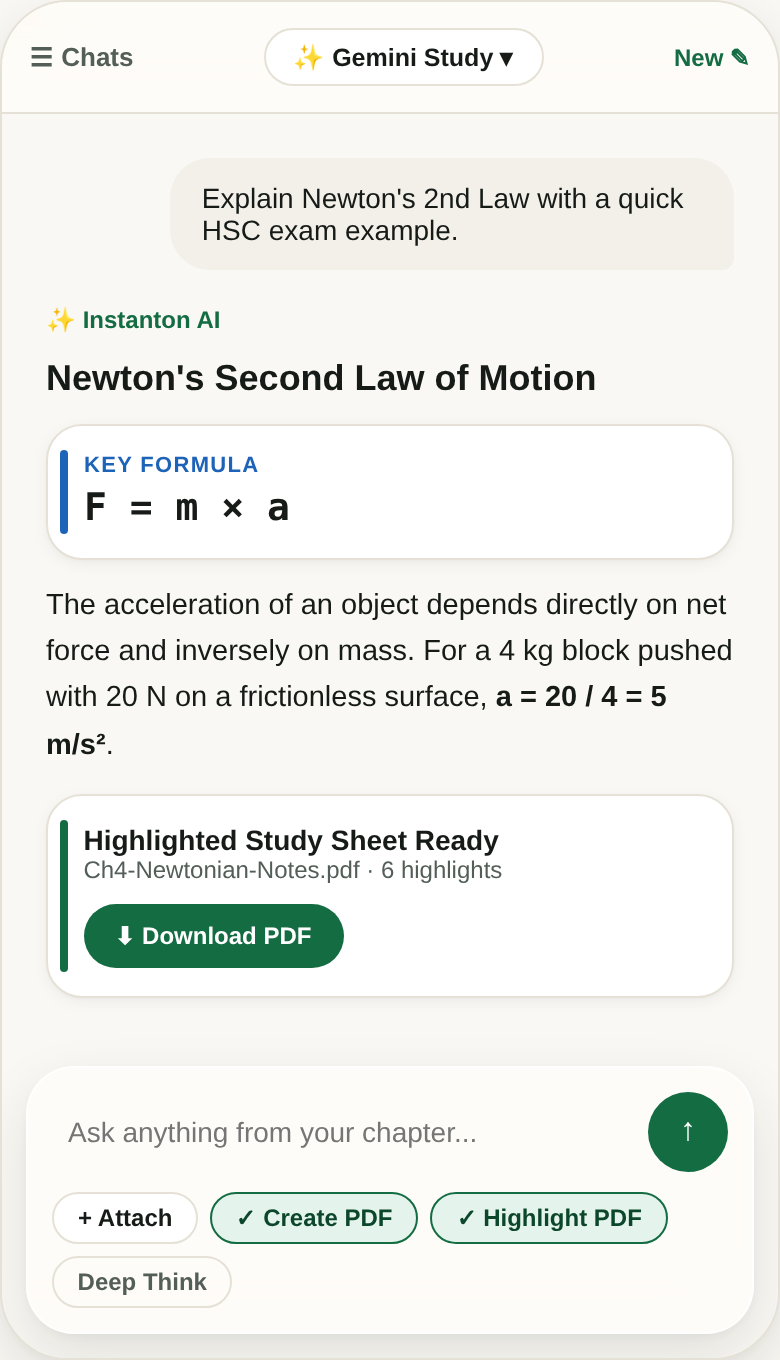 ☰ Chats
✨ Gemini Study ▾
New ✎
Explain Newton's 2nd Law with a quick
HSC exam example.
✨ Instanton AI
Newton's Second Law of Motion
KEY FORMULA
F = m × a
The acceleration of an object depends directly on net
force and inversely on mass. For a 4 kg block pushed
with 20 N on a frictionless surface, a = 20 / 4 = 5
m/s².
Highlighted Study Sheet Ready
Ch4-Newtonian-Notes.pdf · 6 highlights
⬇ Download PDF
Ask anything from your chapter...
↑
+ Attach
✓ Create PDF
✓ Highlight PDF
Deep Think